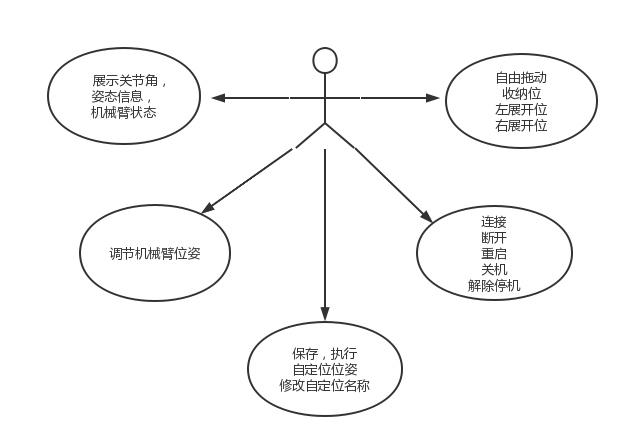 展示关节角，
姿态信息，
机械臂状态
自由拖动
收纳位
左展开位
右展开位
调节机械臂位姿
连接
断开
重启
关机
解除停机
保存，执行
自定位位姿
修改自定位名称